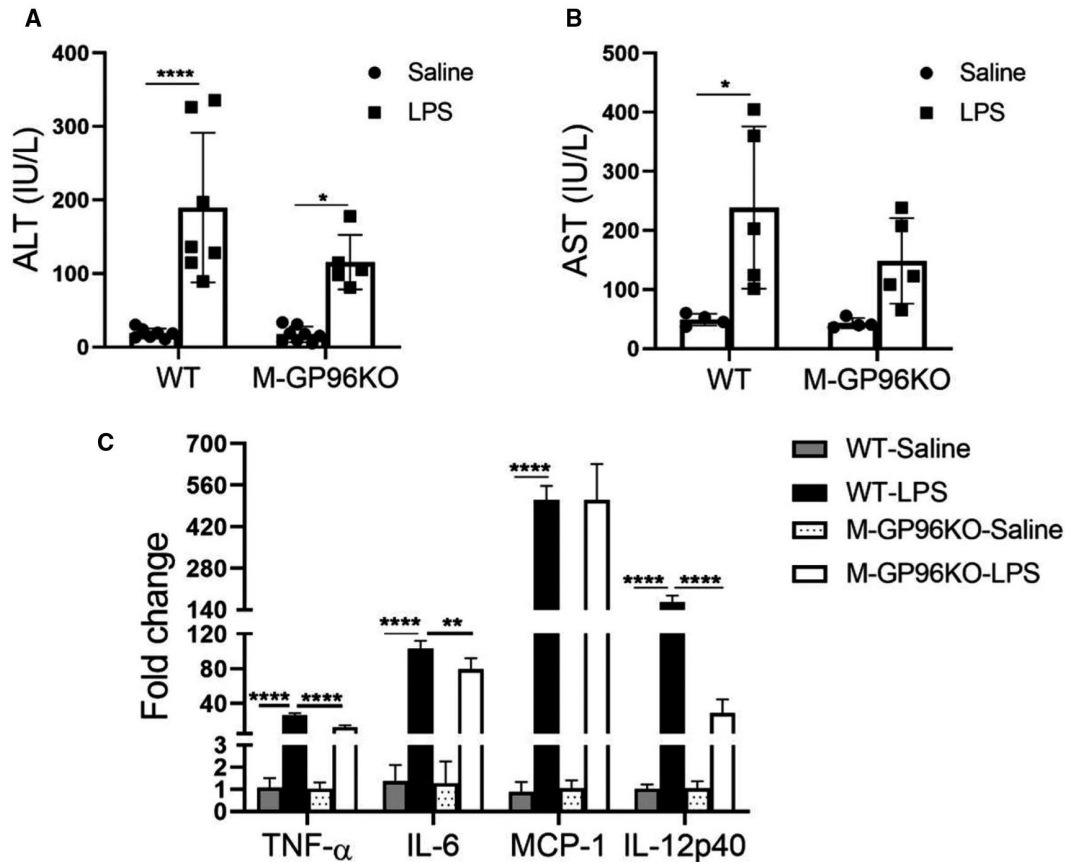 A
400
300
200
100
0
ALT (IU/L)
****
*
Saline
LPS
WT
M-GP96KO
B
500
400
300
200
100
0
AST (IU/L)
*
Saline
LPS
WT
M-GP96KO
C
700
560
420
280
140
120
80
40
3
2
1
0
Fold change
**** ****
**** **
****
**** ****
TNF-α IL-6 MCP-1 IL-12p40
WT-Saline
WT-LPS
M-GP96KO-Saline
M-GP96KO-LPS